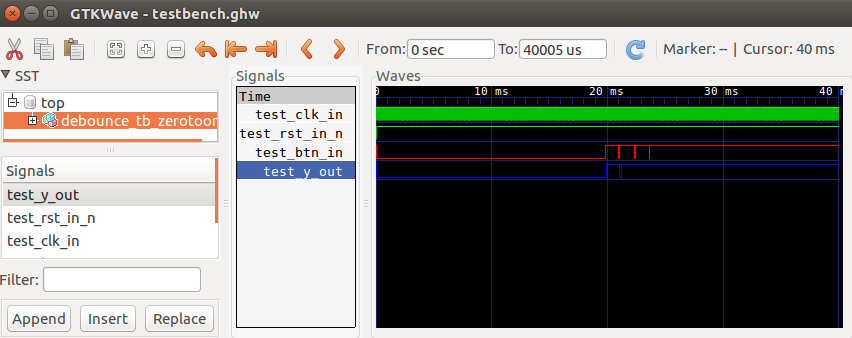 GTKWave - testbench.ghw
From: 0 sec To: 40005 us Marker: -- | Cursor: 40 ms
SST
top
debounce_tb_zerotoor
Signals
test_y_out
test_rst_in_n
test_clk_in
Filter:
Append Insert Replace
Signals
Time
test_clk_in
test_rst_in_n
test_btn_in
test_y_out
Waves
0 10 ms 20 ms 30 ms 40 m